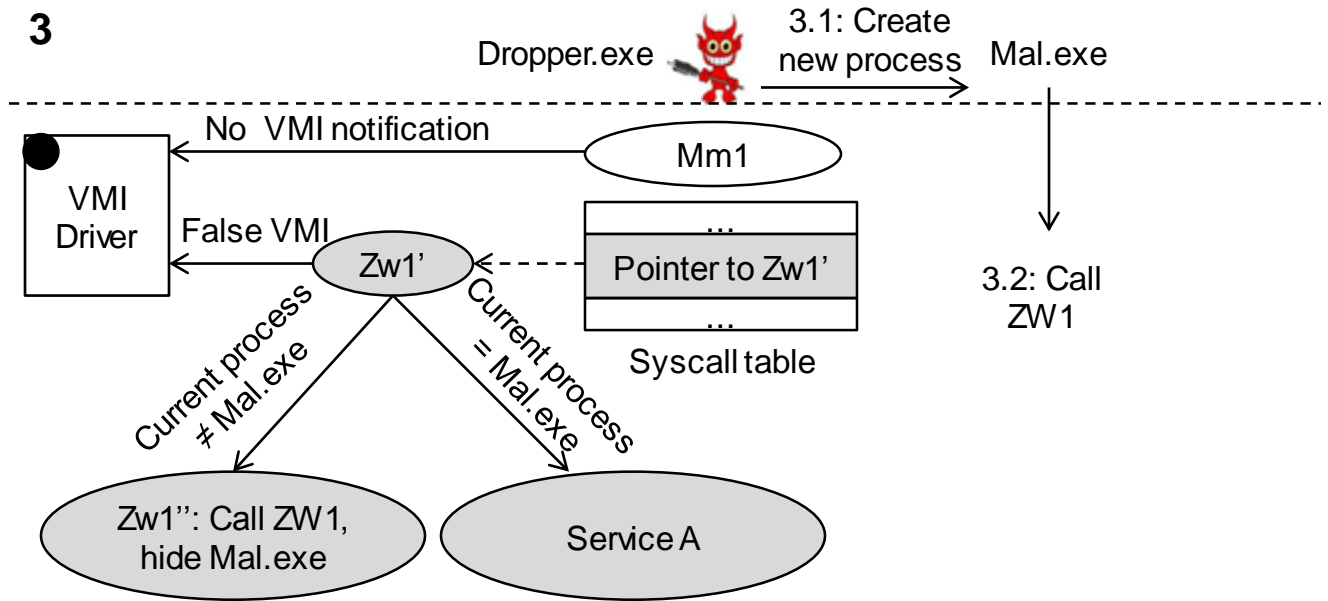 3
Dropper.exe
3.1: Create
new process
Mal.exe
No VMI notification
Mm1
VMI
Driver
False VMI
Zw1'
...
Pointer to Zw1'
...
Syscall table
3.2: Call
ZW1
Current process
≠ Mal.exe
Current process
= Mal.exe
Zw1'': Call ZW1,
hide Mal.exe
Service A